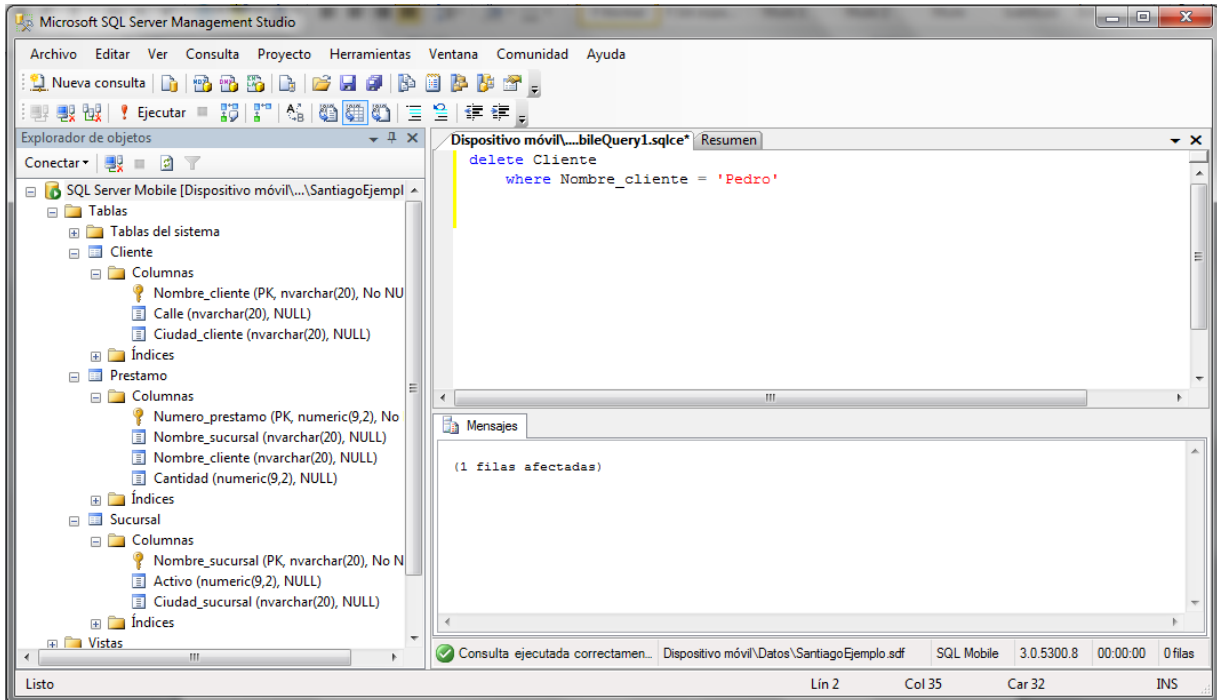 Microsoft SQL Server Management Studio
Archivo Editar Ver Consulta Proyecto Herramientas Ventana Comunidad Ayuda
Nueva consulta
Ejecutar
Explorador de objetos
Conectar
SQL Server Mobile [Dispositivo móvil\...\SantiagoEjempl
Tablas
Tablas del sistema
Cliente
Columnas
Nombre_cliente (PK, nvarchar(20), No NU
Calle (nvarchar(20), NULL)
Ciudad_cliente (nvarchar(20), NULL)
Índices
Prestamo
Columnas
Numero_prestamo (PK, numeric(9,2), No
Nombre_sucursal (nvarchar(20), NULL)
Nombre_cliente (nvarchar(20), NULL)
Cantidad (numeric(9,2), NULL)
Índices
Sucursal
Columnas
Nombre_sucursal (PK, nvarchar(20), No N
Activo (numeric(9,2), NULL)
Ciudad_sucursal (nvarchar(20), NULL)
Índices
Vistas
Dispositivo móvil\....bileQuery1.sqlce* Resumen
delete Cliente
where Nombre_cliente = 'Pedro'
Mensajes
(1 filas afectadas)
Consulta ejecutada correctamen... Dispositivo móvil\Datos\SantiagoEjemplo.sdf SQL Mobile 3.0.5300.8 00:00:00 0 filas
Listo Lín 2 Col 35 Car 32 INS